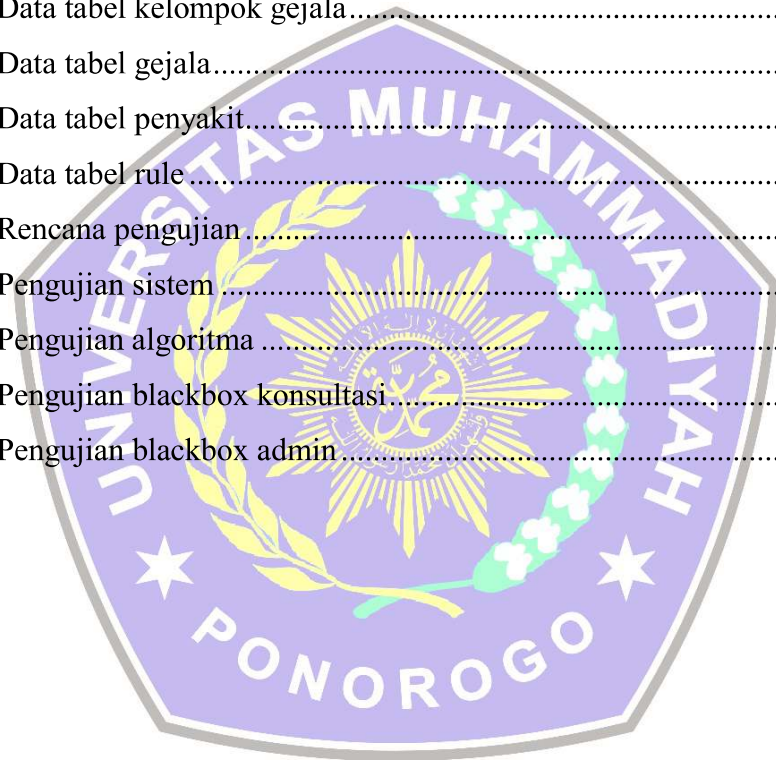 Data tabel kelompok gejala
Data tabel gejala
Data tabel penyakit
Data tabel rule
Rencana pengujian
Pengujian sistem
Pengujian algoritma
Pengujian blackbox konsultasi
Pengujian blackbox admin
UNIVERSITAS MUHAMMADIYAH
PONOROGO
محمد